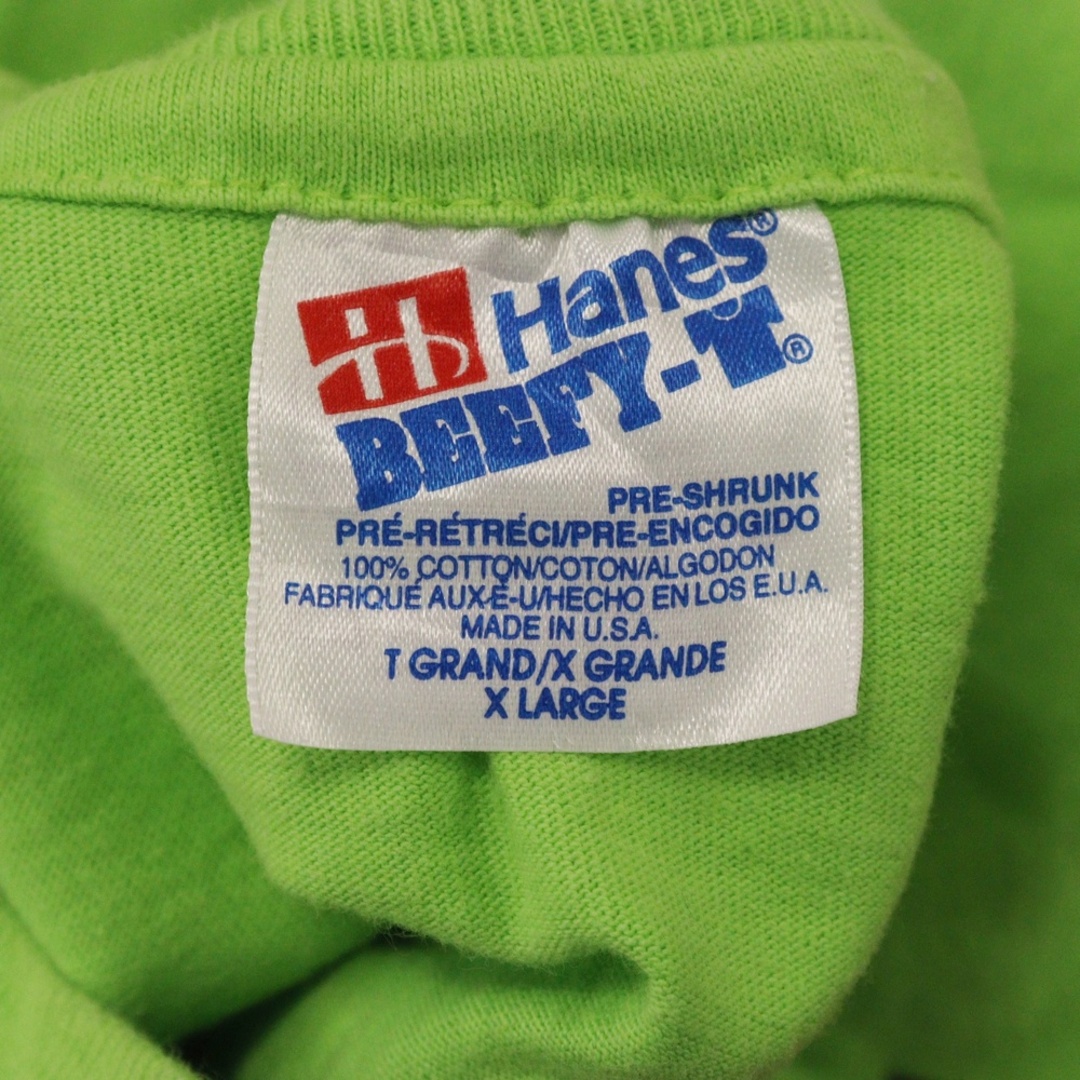 Hanes®
BEEFY-T®
PRE-SHRUNK
PRÉ-RÉTRÉCI/PRE-ENCOGIDO
100% COTTON/COTON/ALGODON
FABRIQUÉ AUX É-U/HECHO EN LOS E.U.A.
MADE IN U.S.A.
T GRAND/X GRANDE
X LARGE